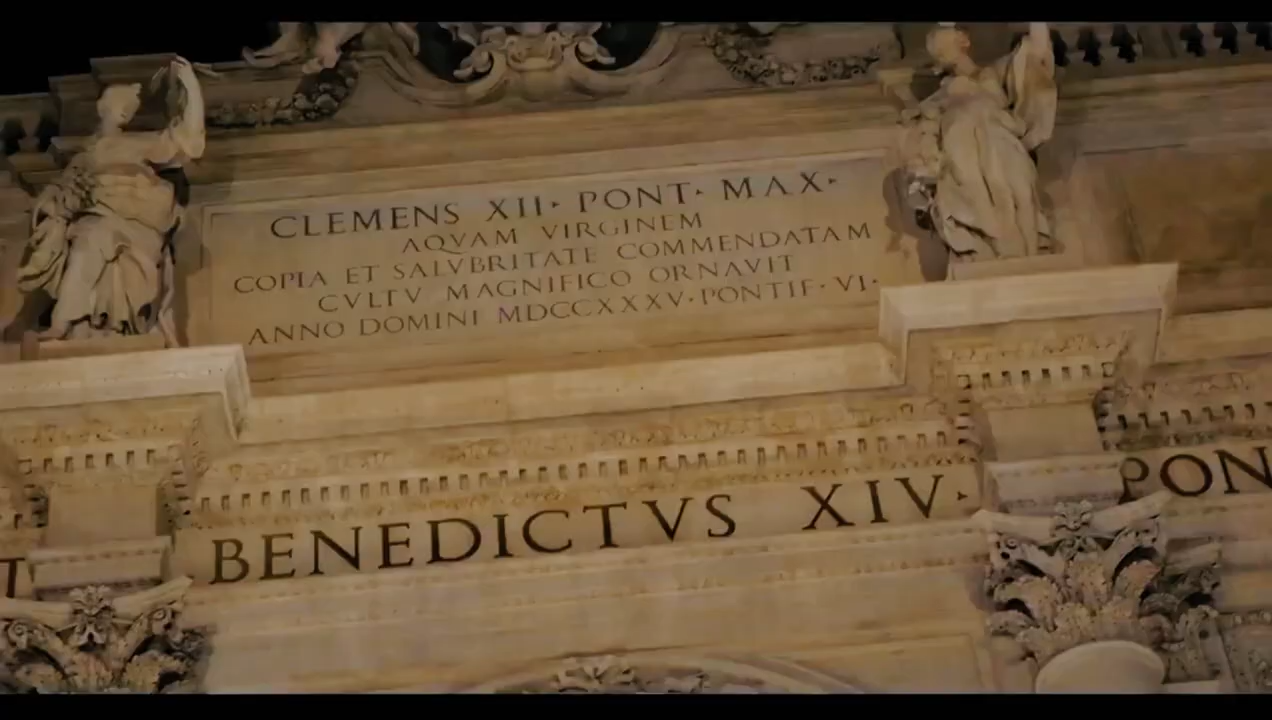 CLEMENS XII · PONT · MAX ·
AQVAM VIRGINEM
COPIA ET SALVBRITATE COMMENDATAM
CVLTV MAGNIFICO ORNAVIT
ANNO DOMINI MDCCXXXV · PONTIF · VI ·
T BENEDICTVS XIV · PON